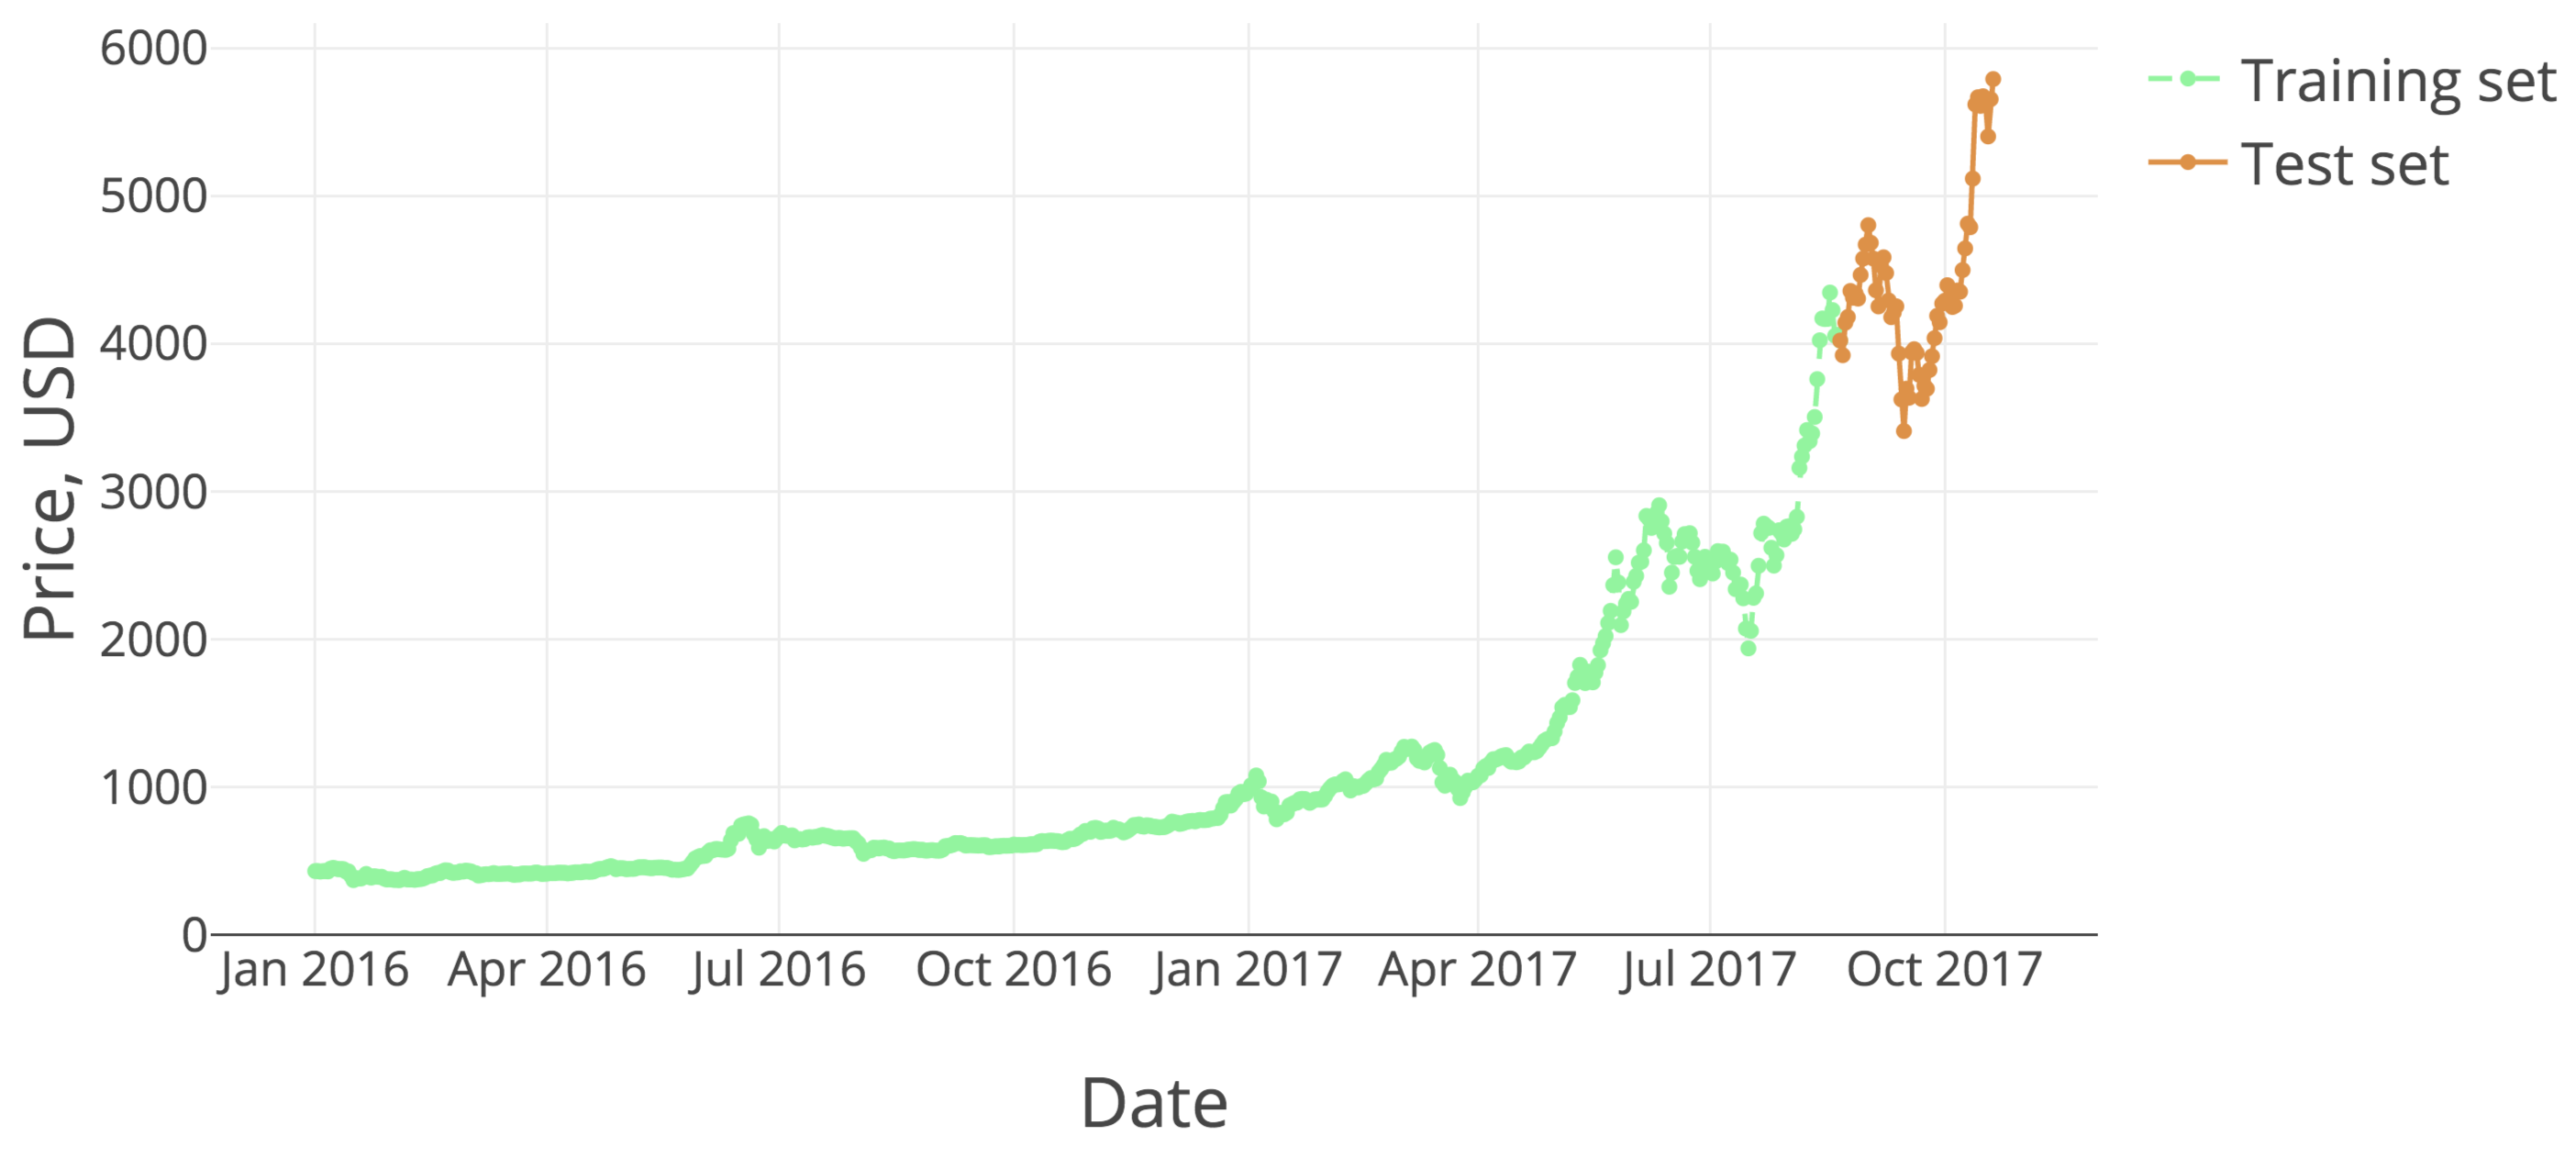 6000
5000
4000
3000
2000
1000
0
Price, USD
Jan 2016 Apr 2016 Jul 2016 Oct 2016 Jan 2017 Apr 2017 Jul 2017 Oct 2017
Date
Training set
Test set